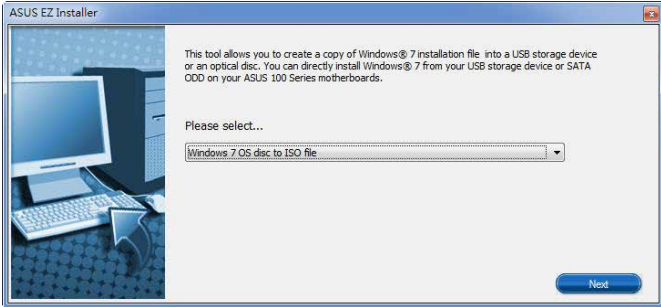 ASUS EZ Installer
This tool allows you to create a copy of Windows® 7 installation file into a USB storage device
or an optical disc. You can directly install Windows® 7 from your USB storage device or SATA
ODD on your ASUS 100 Series motherboards.
Please select...
Windows 7 OS disc to ISO file
Next